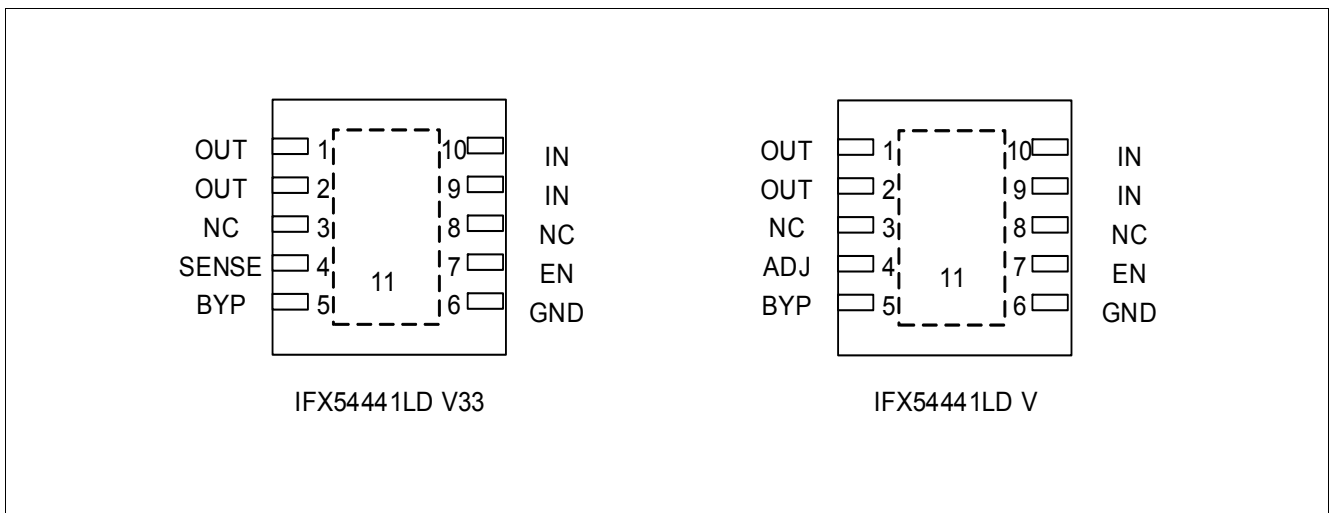 OUT 1 10 IN
OUT 2 9 IN
NC 3 8 NC
SENSE 4 7 EN
11
BYP 5 6 GND
IFX54441LD V33
OUT 1 10 IN
OUT 2 9 IN
NC 3 8 NC
ADJ 4 7 EN
11
BYP 5 6 GND
IFX54441LD V